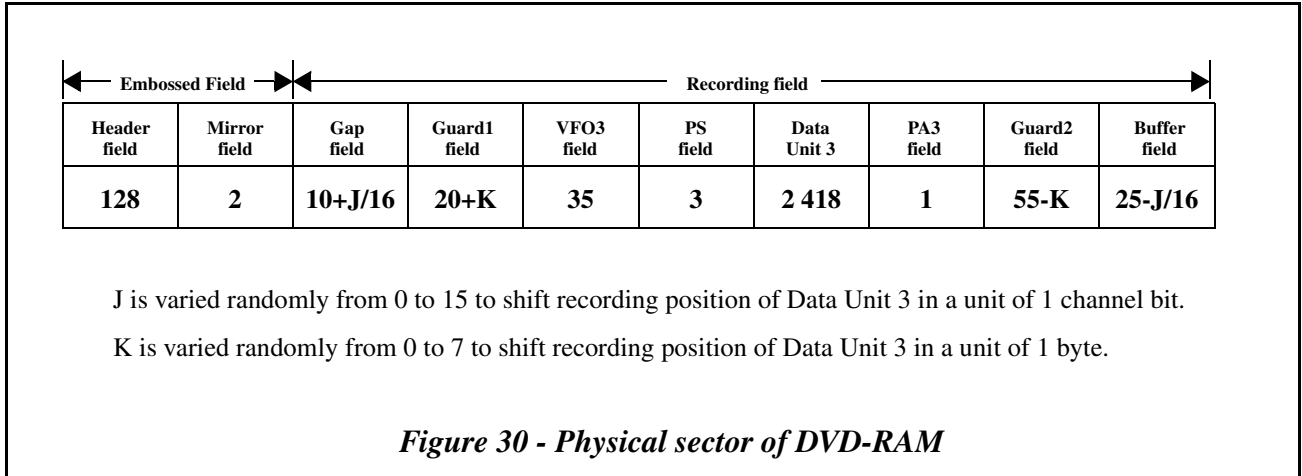 Embossed Field Recording field
Header field Mirror field Gap field Guard1 field VFO3 field PS field Data Unit 3 PA3 field Guard2 field Buffer field
128 2 10+J/16 20+K 35 3 2 418 1 55-K 25-J/16
J is varied randomly from 0 to 15 to shift recording position of Data Unit 3 in a unit of 1 channel bit.
K is varied randomly from 0 to 7 to shift recording position of Data Unit 3 in a unit of 1 byte.
Figure 30 - Physical sector of DVD-RAM